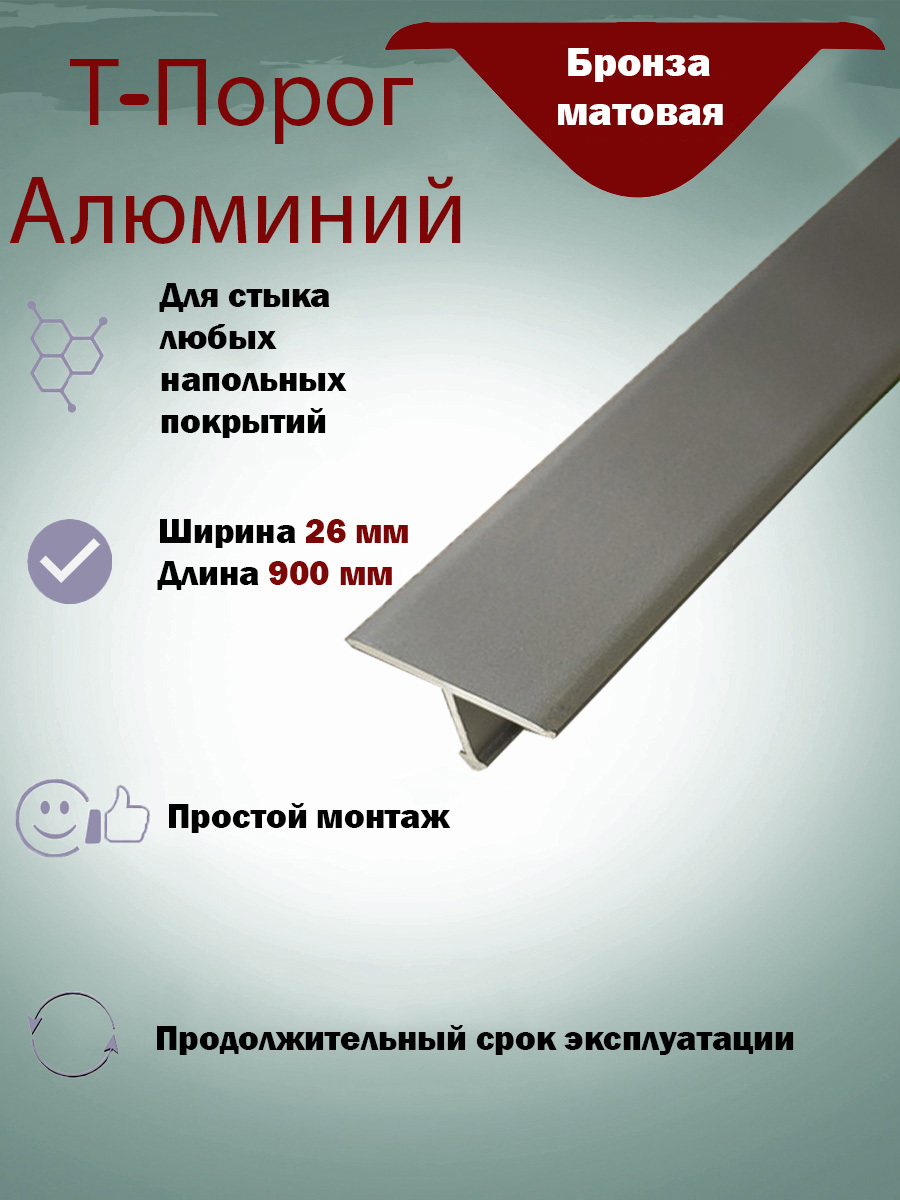 Т-Порог
Алюминий
Бронза
матовая
Для стыка
любых
напольных
покрытий
Ширина 26 мм
Длина 900 мм
Простой монтаж
Продолжительный срок эксплуатации